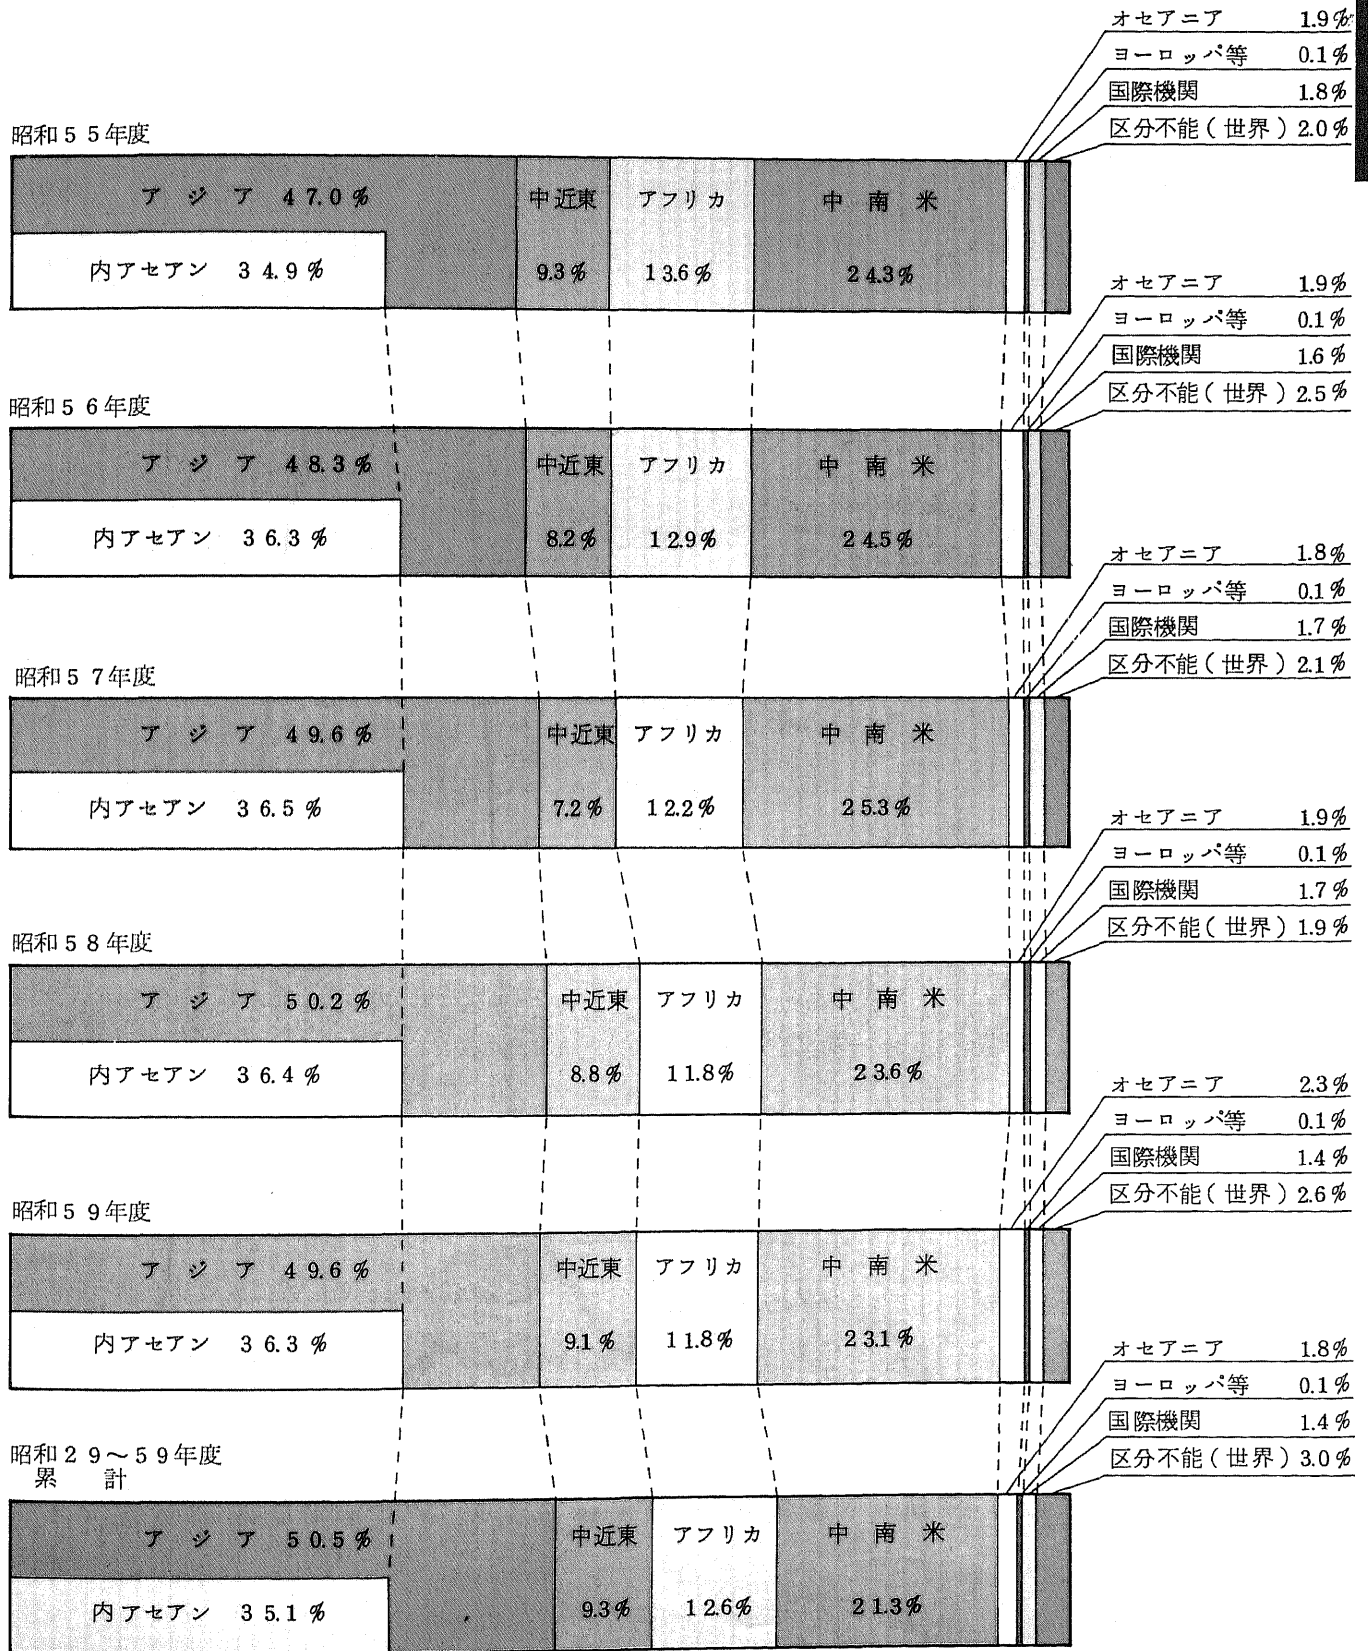 オセアニア 1.9%
ヨーロッパ等 0.1%
国際機関 1.8%
区分不能(世界) 2.0%
昭和55年度
アジア 47.0% 中近東 アフリカ 中南米
内アセアン 34.9% 9.3% 13.6% 24.3%
オセアニア 1.9%
ヨーロッパ等 0.1%
国際機関 1.6%
区分不能(世界) 2.5%
昭和56年度
アジア 48.3% 中近東 アフリカ 中南米
内アセアン 36.3% 8.2% 12.9% 24.5%
オセアニア 1.8%
ヨーロッパ等 0.1%
国際機関 1.7%
区分不能(世界) 2.1%
昭和57年度
アジア 49.6% 中近東 アフリカ 中南米
内アセアン 36.5% 7.2% 12.2% 25.3%
オセアニア 1.9%
ヨーロッパ等 0.1%
国際機関 1.7%
区分不能(世界) 1.9%
昭和58年度
アジア 50.2% 中近東 アフリカ 中南米
内アセアン 36.4% 8.8% 11.8% 23.6%
オセアニア 2.3%
ヨーロッパ等 0.1%
国際機関 1.4%
区分不能(世界) 2.6%
昭和59年度
アジア 49.6% 中近東 アフリカ 中南米
内アセアン 36.3% 9.1% 11.8% 23.1%
オセアニア 1.8%
ヨーロッパ等 0.1%
国際機関 1.4%
区分不能(世界) 3.0%
昭和29～59年度
累計
アジア 50.5% 中近東 アフリカ 中南米
内アセアン 35.1% 9.3% 12.6% 21.3%